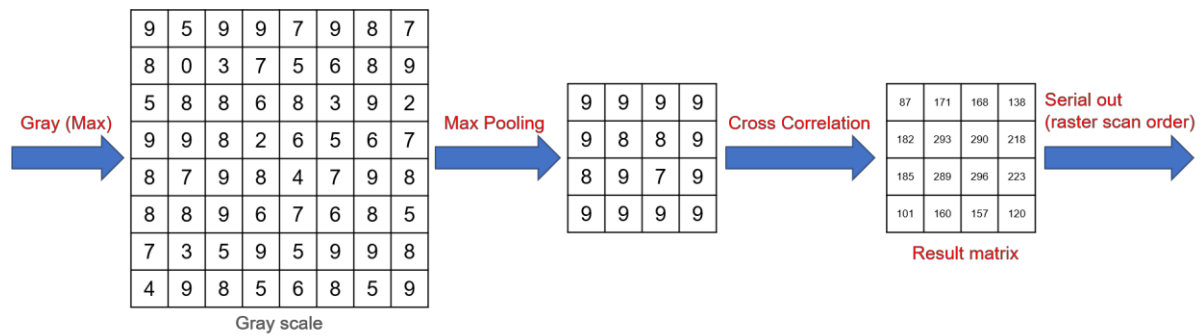 Gray (Max)
9 5 9 9 7 9 8 7
8 0 3 7 5 6 8 9
5 8 8 6 8 3 9 2
9 9 8 2 6 5 6 7
8 7 9 8 4 7 9 8
8 8 9 6 7 6 8 5
7 3 5 9 5 9 9 8
4 9 8 5 6 8 5 9
Gray scale
Max Pooling
9 9 9 9
9 8 8 9
8 9 7 9
9 9 9 9
Cross Correlation
87 171 168 138
182 293 290 218
185 289 296 223
101 160 157 120
Result matrix
Serial out
(raster scan order)